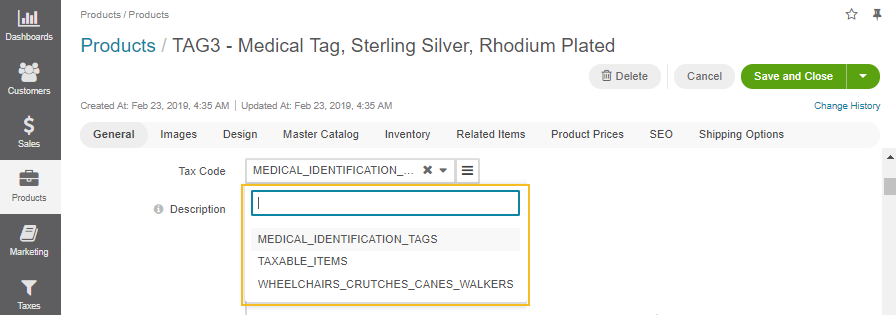 Dashboards
Customers
Sales
Products
Marketing
Taxes
Products / Products
Products / TAG3 - Medical Tag, Sterling Silver, Rhodium Plated
Delete Cancel Save and Close
Created At: Feb 23, 2019, 4:35 AM | Updated At: Feb 23, 2019, 4:35 AM Change History
General Images Design Master Catalog Inventory Related Items Product Prices SEO Shipping Options
Tax Code MEDICAL_IDENTIFICATION_...
Description
MEDICAL_IDENTIFICATION_TAGS
TAXABLE_ITEMS
WHEELCHAIRS_CRUTCHES_CANES_WALKERS